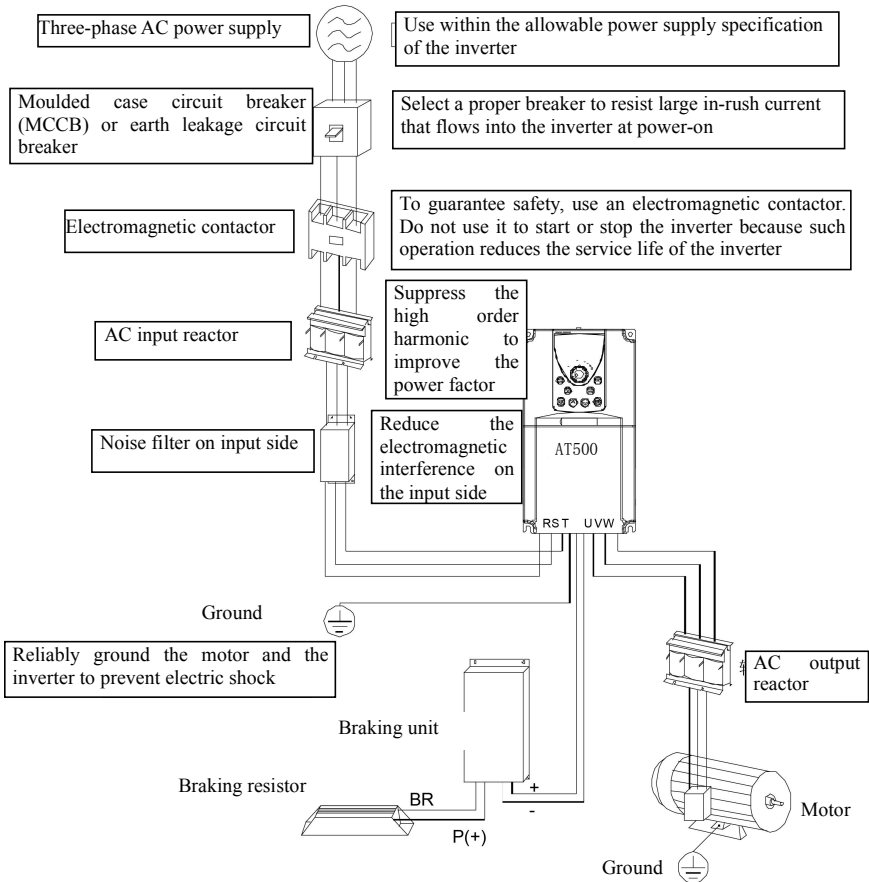 Three-phase AC power supply
Use within the allowable power supply specification
of the inverter
Moulded case circuit breaker
(MCCB) or earth leakage circuit
breaker
Select a proper breaker to resist large in-rush current
that flows into the inverter at power-on
Electromagnetic contactor
To guarantee safety, use an electromagnetic contactor.
Do not use it to start or stop the inverter because such
operation reduces the service life of the inverter
AC input reactor
Suppress the
high order
harmonic to
improve the
power factor
Noise filter on input side
Reduce the
electromagnetic
interference on
the input side
AT500
RST UVW
Ground
Reliably ground the motor and the
inverter to prevent electric shock
AC output
reactor
Braking unit
Braking resistor
BR
P(+)
+
-
Motor
Ground